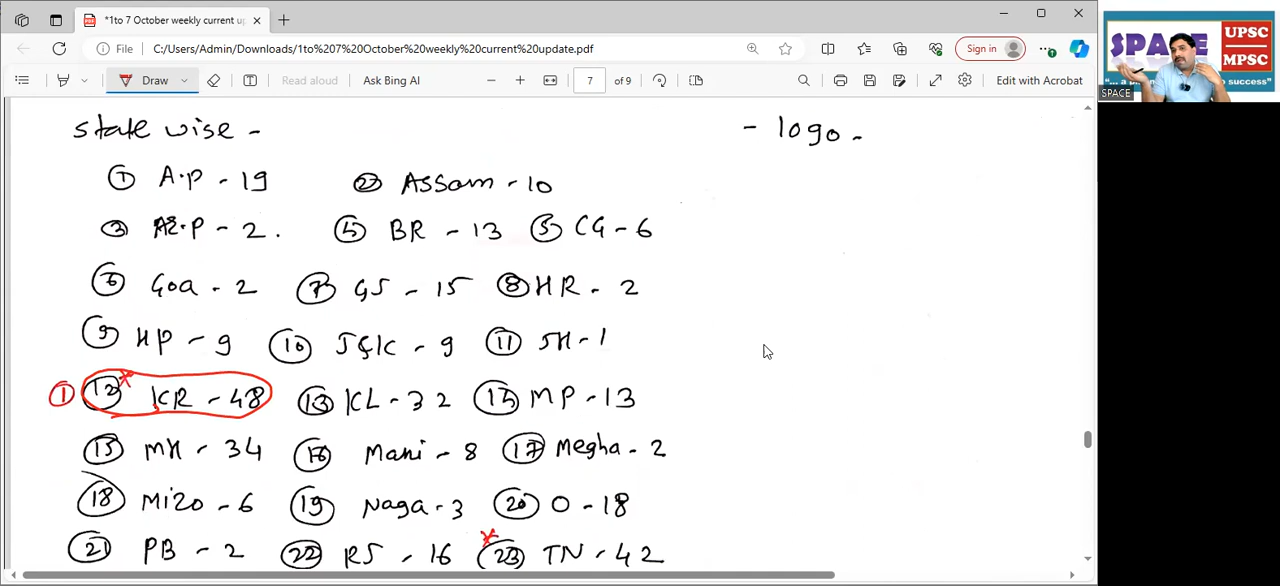 *1to 7 October weekly current up
File
C:/Users/Admin/Downloads/1to%207%20October%20weekly%20current%20update.pdf
Sign in
Draw
Read aloud
Ask Bing AI
7
of 9
Edit with Acrobat
SPACE
UPSC
MPSC
SPACE
state wise -
- logo -
① A.P - 19 ② Assam - 10
③ AR.P - 2. ④ BR - 13 ⑤ CG - 6
⑥ Goa - 2 ⑦ GJ - 15 ⑧ HR - 2
⑨ HP - 9 ⑩ J&K - 9 ⑪ JH - 1
① ⑫ KR - 48 ⑬ KL - 32 ⑭ MP - 13
⑮ MH - 34 ⑯ Mani - 8 ⑰ Megha - 2
⑱ Mizo - 6 ⑲ Naga - 3 ⑳ O - 18
㉑ PB - 2 ㉒ RJ - 16 ㉓ TN - 42